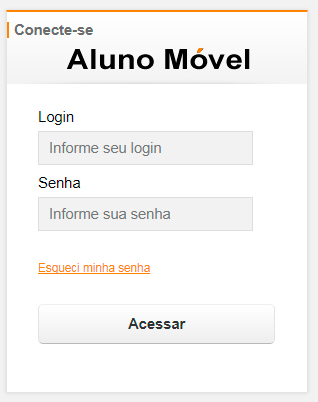 Conecte-se
Aluno Móvel
Login
Informe seu login
Senha
Informe sua senha
Esqueci minha senha
Acessar